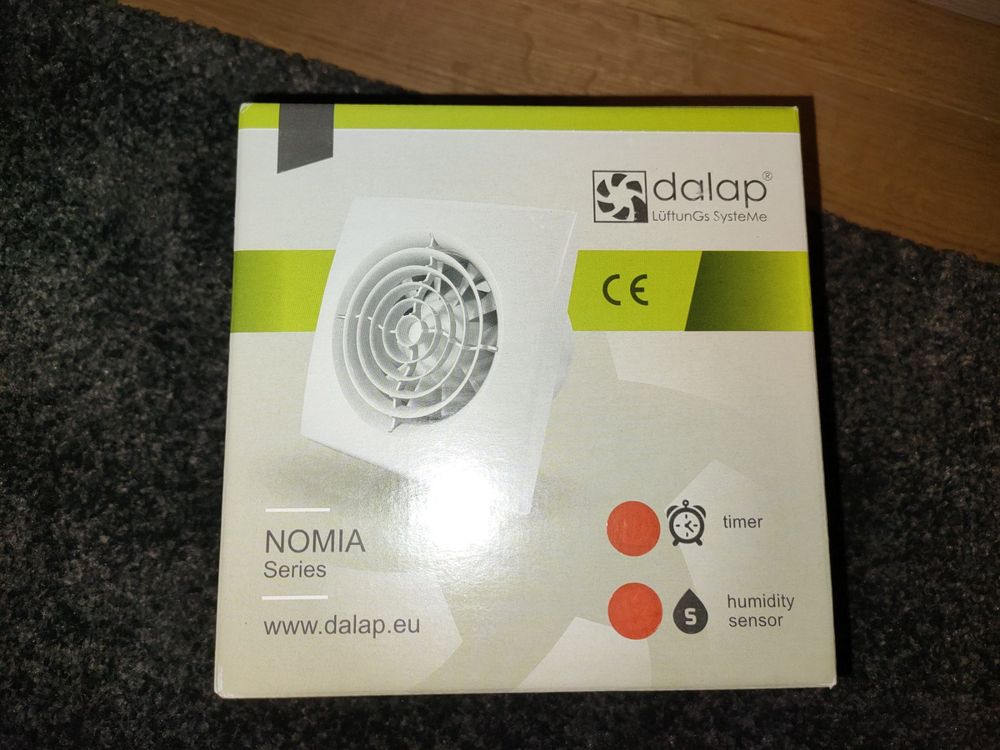 dalap®
LüftunGs SysteMe
CE
NOMIA
Series
www.dalap.eu
timer
S
humidity
sensor